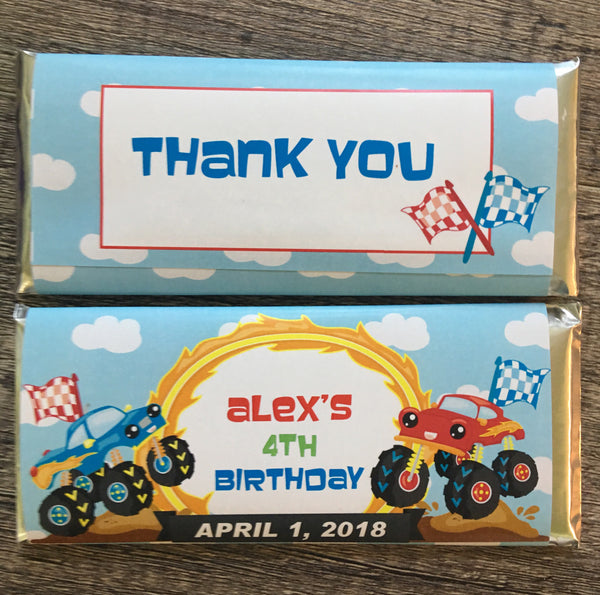 THANK YOU
ALEX'S
4TH
BIRTHDAY
APRIL 1, 2018